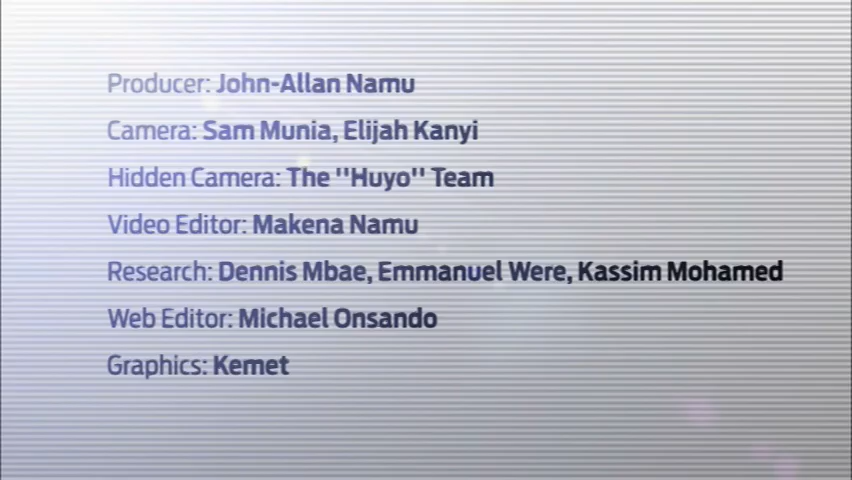 Producer: John-Allan Namu
Camera: Sam Munia, Elijah Kanyi
Hidden Camera: The "Huyo" Team
Video Editor: Makena Namu
Research: Dennis Mbae, Emmanuel Were, Kassim Mohamed
Web Editor: Michael Onsando
Graphics: Kemet